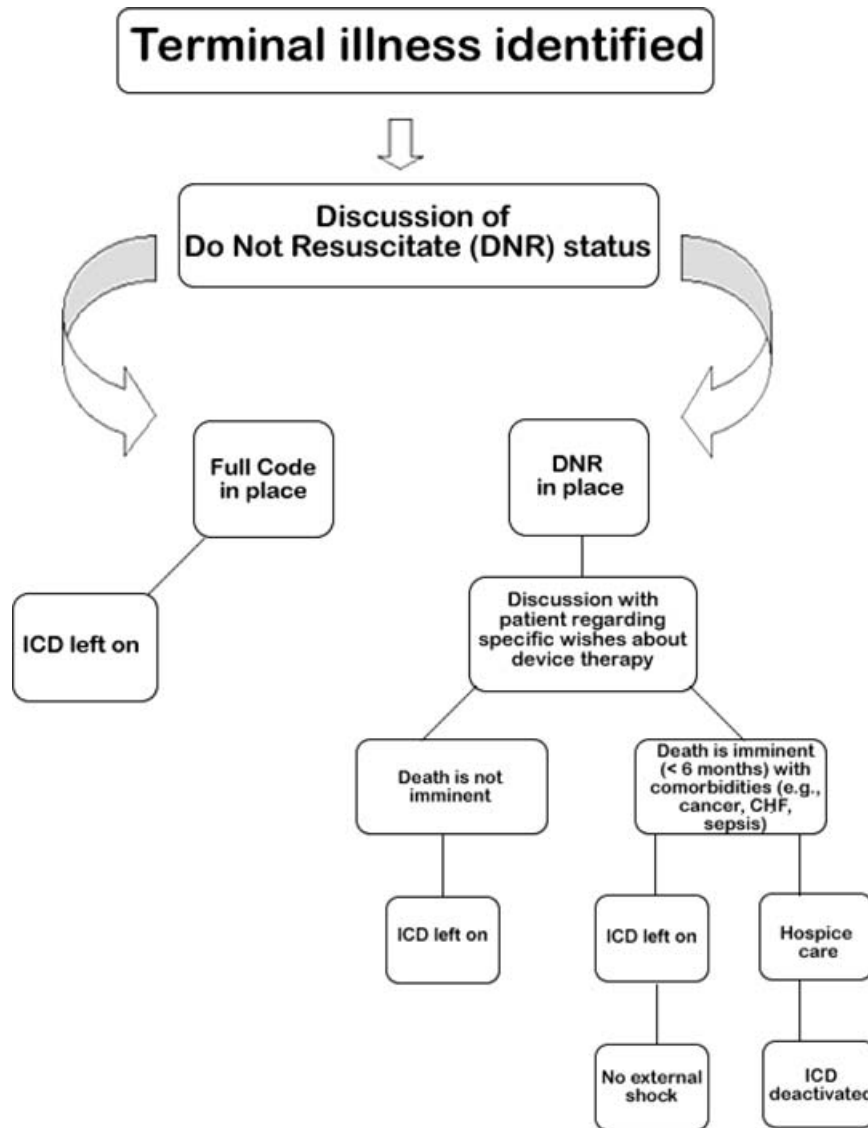 Terminal illness identified
Discussion of
Do Not Resuscitate (DNR) status
Full Code
in place
DNR
in place
ICD left on
Discussion with
patient regarding
specific wishes about
device therapy
Death is not
imminent
Death is imminent
(< 6 months) with
comorbidities (e.g.,
cancer, CHF,
sepsis)
ICD left on
ICD left on
Hospice
care
No external
shock
ICD
deactivated